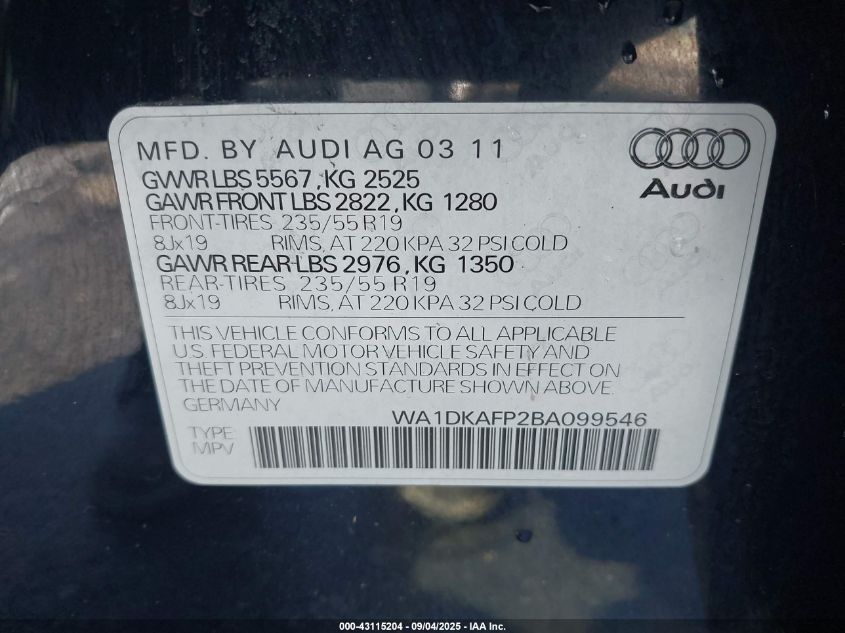 MFD. BY AUDI AG 03 11
GVWR LBS 5567, KG 2525
GAWR FRONT LBS 2822, KG 1280
FRONT-TIRES 235/55 R19
8Jx19 RIMS, AT 220 KPA 32 PSI COLD
GAWR REAR-LBS 2976, KG 1350
REAR-TIRES 235/55 R19
8Jx19 RIMS, AT 220 KPA 32 PSI COLD
Audi
THIS VEHICLE CONFORMS TO ALL APPLICABLE
U.S. FEDERAL MOTOR VEHICLE SAFETY AND
THEFT PREVENTION STANDARDS IN EFFECT ON
THE DATE OF MANUFACTURE SHOWN ABOVE.
GERMANY
WA1DKAFP2BA099546
TYPE:
MPV
000-43115204 - 09/04/2025 - IAA Inc.